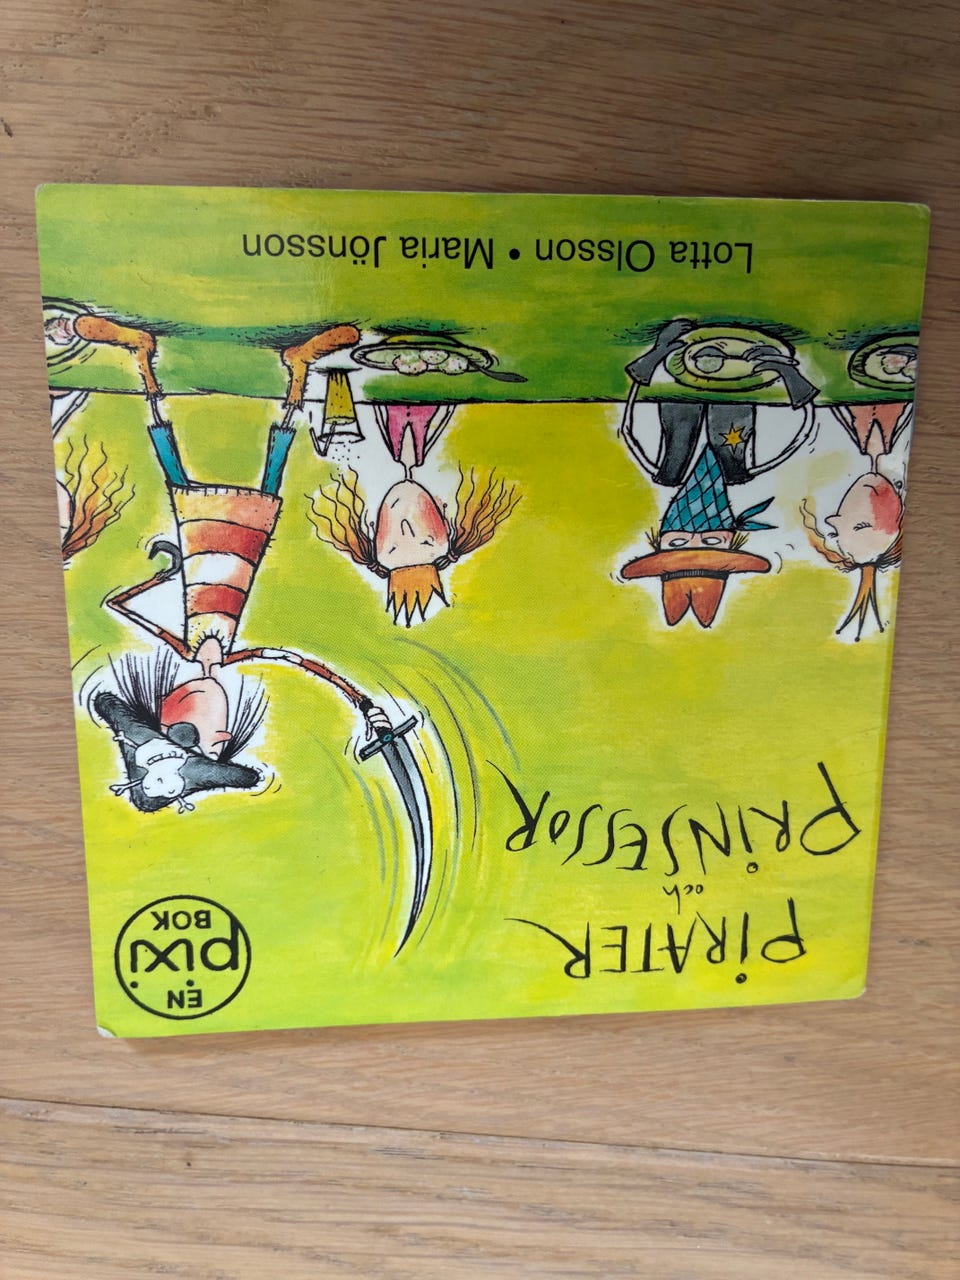 PIRATER
och
PRINSESSOR
EN
pixi
BOK
Lotta Olsson • Maria Jönsson